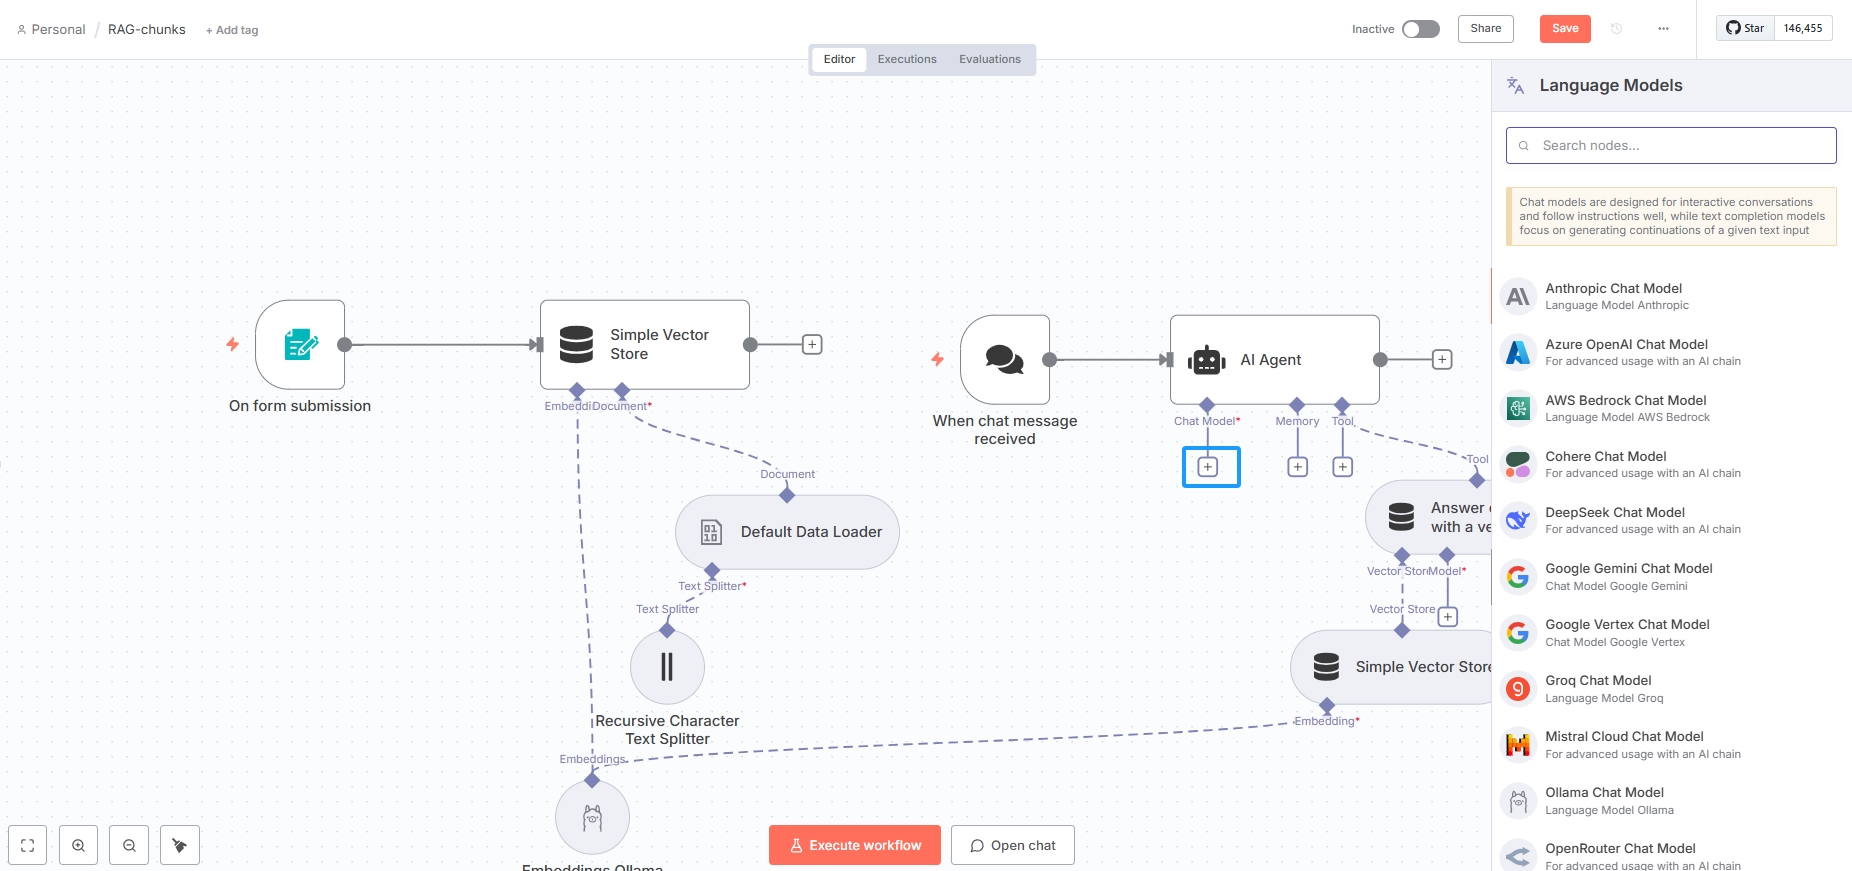 Personal / RAG-chunks + Add tag
Inactive
Share
Save
...
Star 146,455
Editor Executions Evaluations
On form submission
Simple Vector
Store
Embeddi
Document*
Document
Default Data Loader
Text Splitter*
Text Splitter
Recursive Character
Text Splitter
Embeddings
Embeddings Ollama
When chat message
received
AI Agent
Chat Model*
Memory
Tool
Tool
Answer
with a ve
Vector Stor
Model*
Vector Store
Simple Vector Store
Embedding*
Execute workflow
Open chat
Language Models
Search nodes...
Chat models are designed for interactive conversations
and follow instructions well, while text completion models
focus on generating continuations of a given text input
Anthropic Chat Model
Language Model Anthropic
Azure OpenAI Chat Model
For advanced usage with an AI chain
AWS Bedrock Chat Model
Language Model AWS Bedrock
Cohere Chat Model
For advanced usage with an AI chain
DeepSeek Chat Model
For advanced usage with an AI chain
Google Gemini Chat Model
Chat Model Google Gemini
Google Vertex Chat Model
Chat Model Google Vertex
Groq Chat Model
Language Model Groq
Mistral Cloud Chat Model
For advanced usage with an AI chain
Ollama Chat Model
Language Model Ollama
OpenRouter Chat Model
For advanced usage with an AI chain